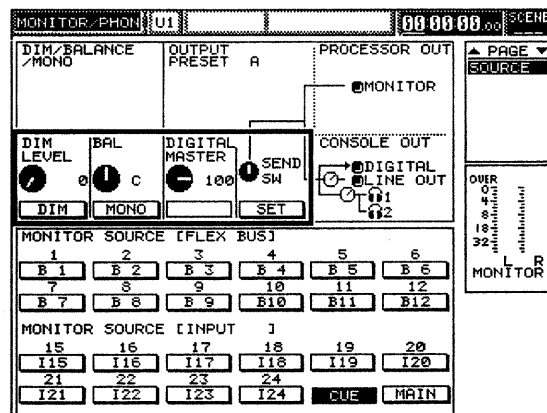 MONITOR/PHON U1 00:00:00.00 SCENE
DIM/BALANCE /MONO
OUTPUT PRESET A
PROCESSOR OUT
MONITOR
▲ PAGE ▼
SOURCE
DIM LEVEL 0
BAL C
DIGITAL MASTER 100
SEND SW
DIM MONO SET
CONSOLE OUT
DIGITAL
LINE OUT
1
2
OVER
0
4
8
18
32
L R
MONITOR
MONITOR SOURCE [FLEX BUS]
1 2 3 4 5 6
B 1 B 2 B 3 B 4 B 5 B 6
7 8 9 10 11 12
B 7 B 8 B 9 B10 B11 B12
MONITOR SOURCE [INPUT ]
15 16 17 18 19 20
I15 I16 I17 I18 I19 I20
21 22 23 24
I21 I22 I23 I24 CUE MAIN